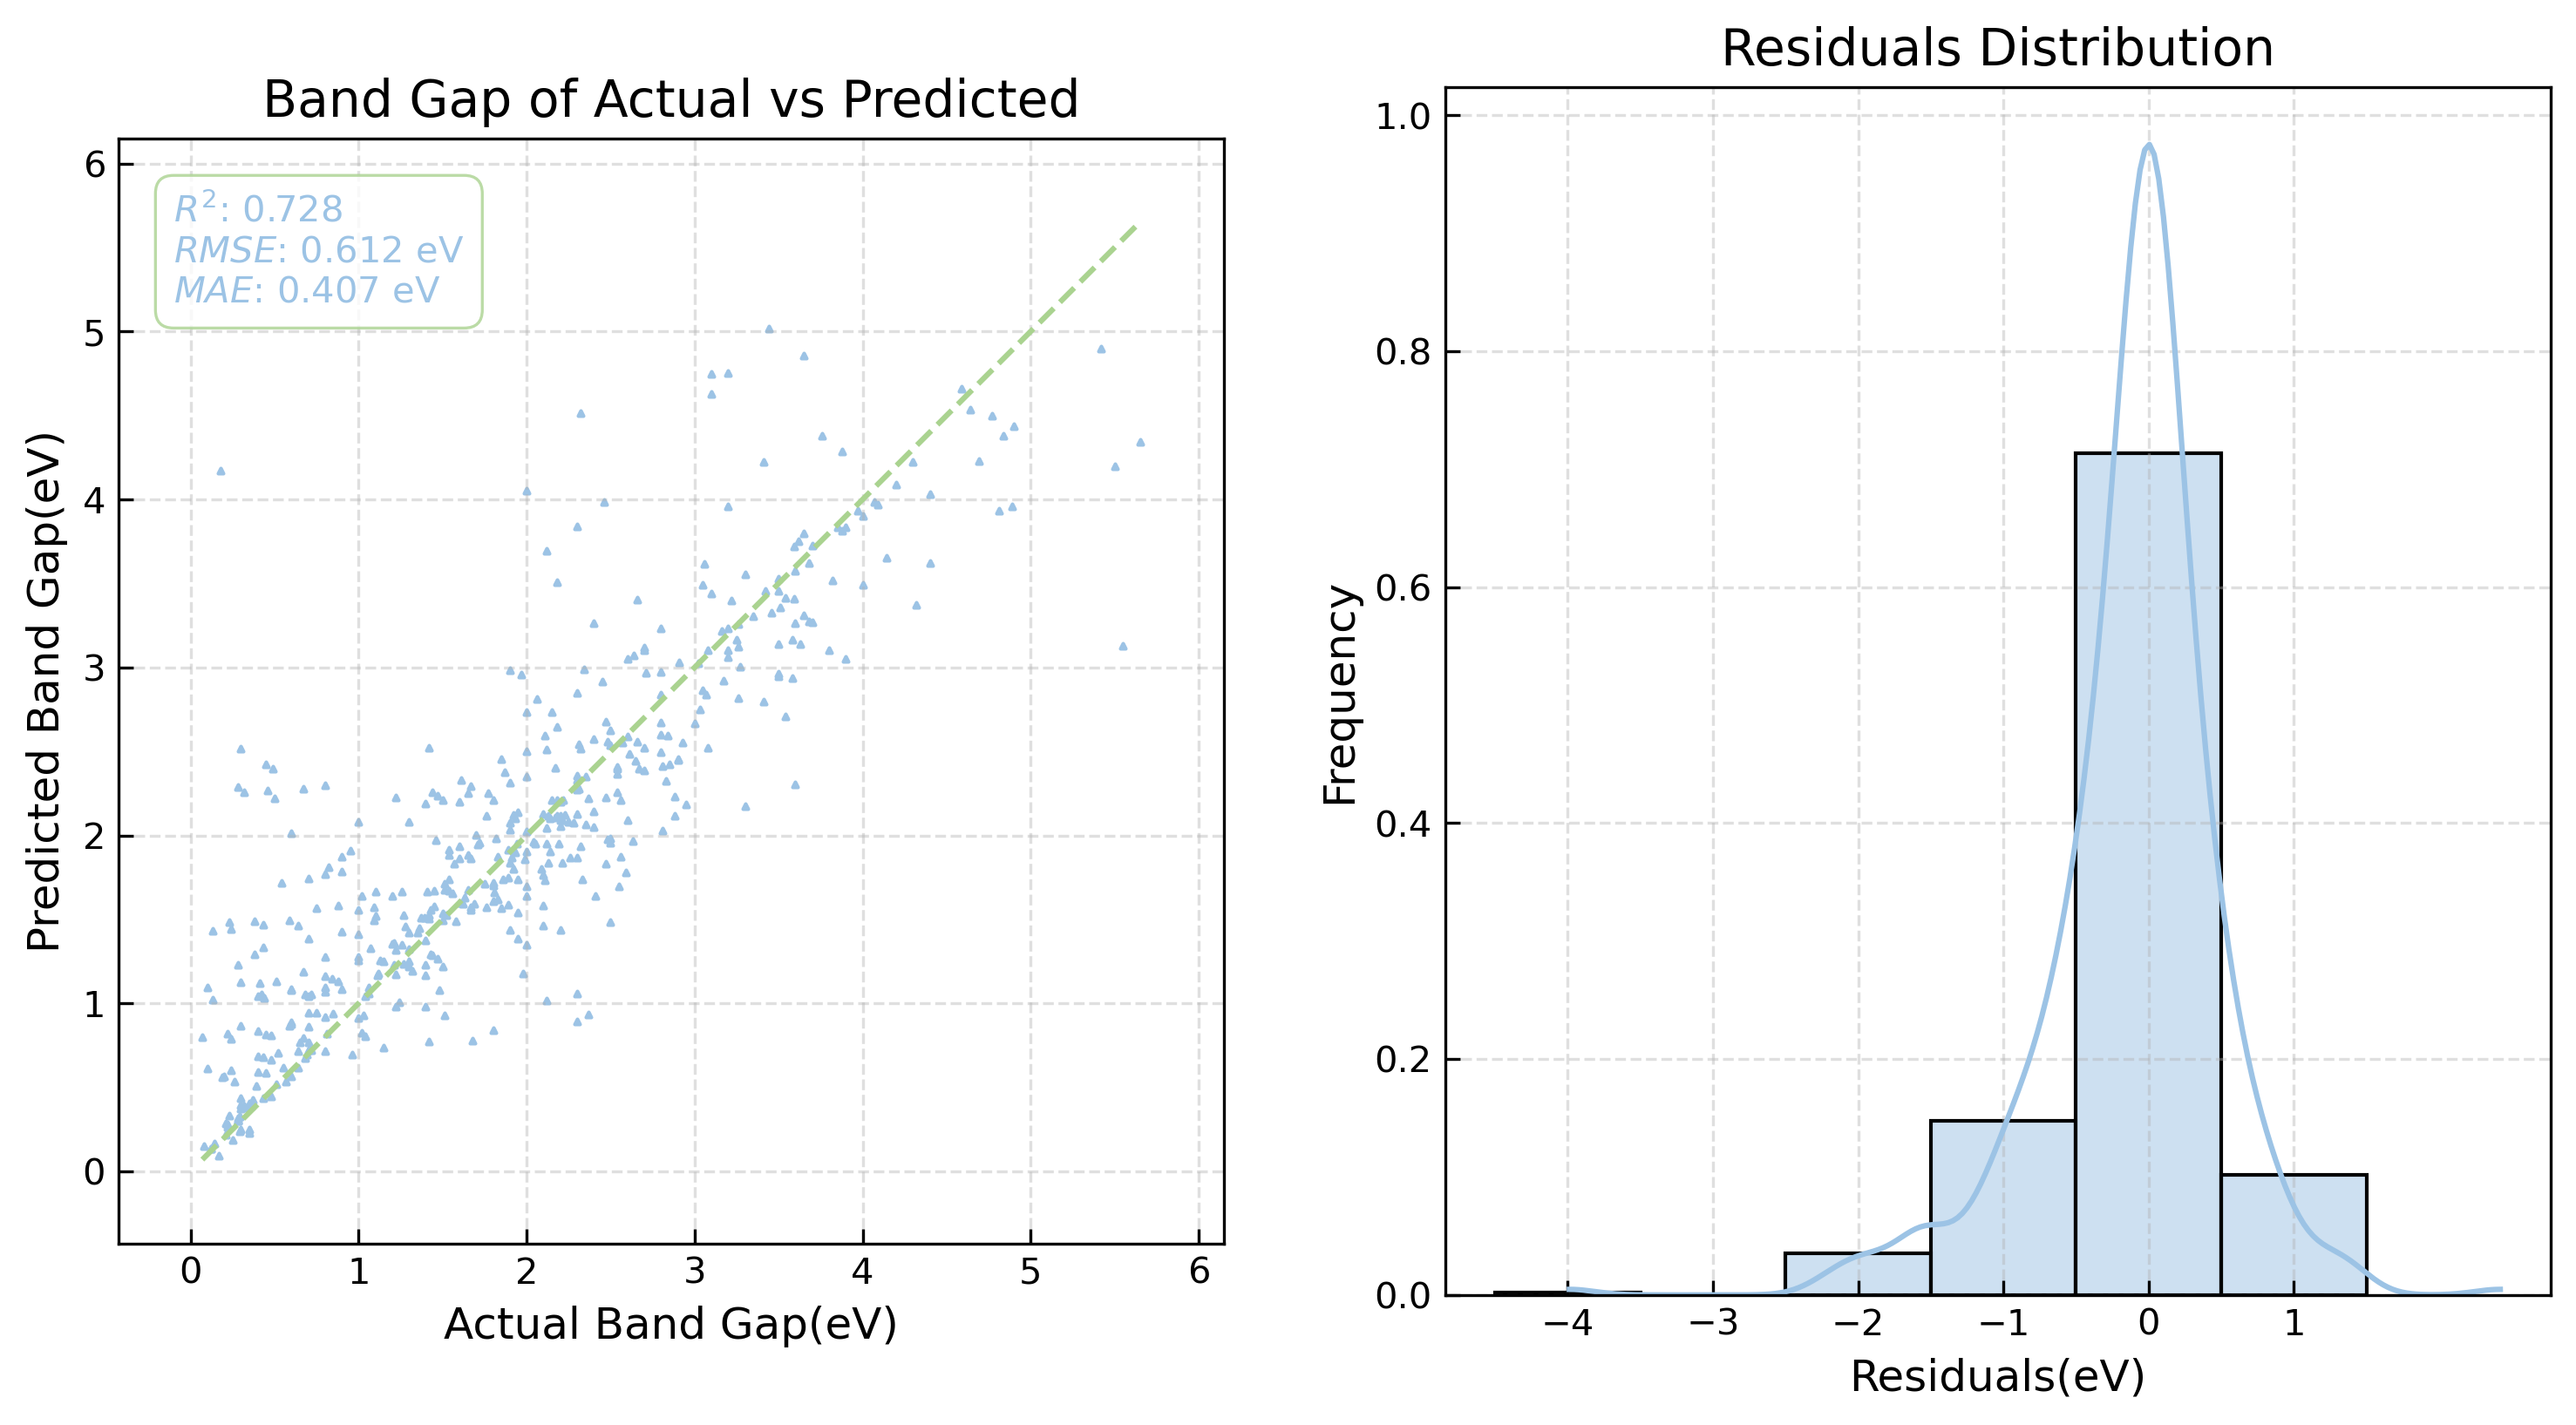 Band Gap of Actual vs Predicted
6
5
4
3
2
1
0
R²: 0.728
RMSE: 0.612 eV
MAE: 0.407 eV
Predicted Band Gap(eV)
0 1 2 3 4 5 6
Actual Band Gap(eV)
Residuals Distribution
1.0
0.8
0.6
0.4
0.2
0.0
Frequency
−4 −3 −2 −1 0 1
Residuals(eV)